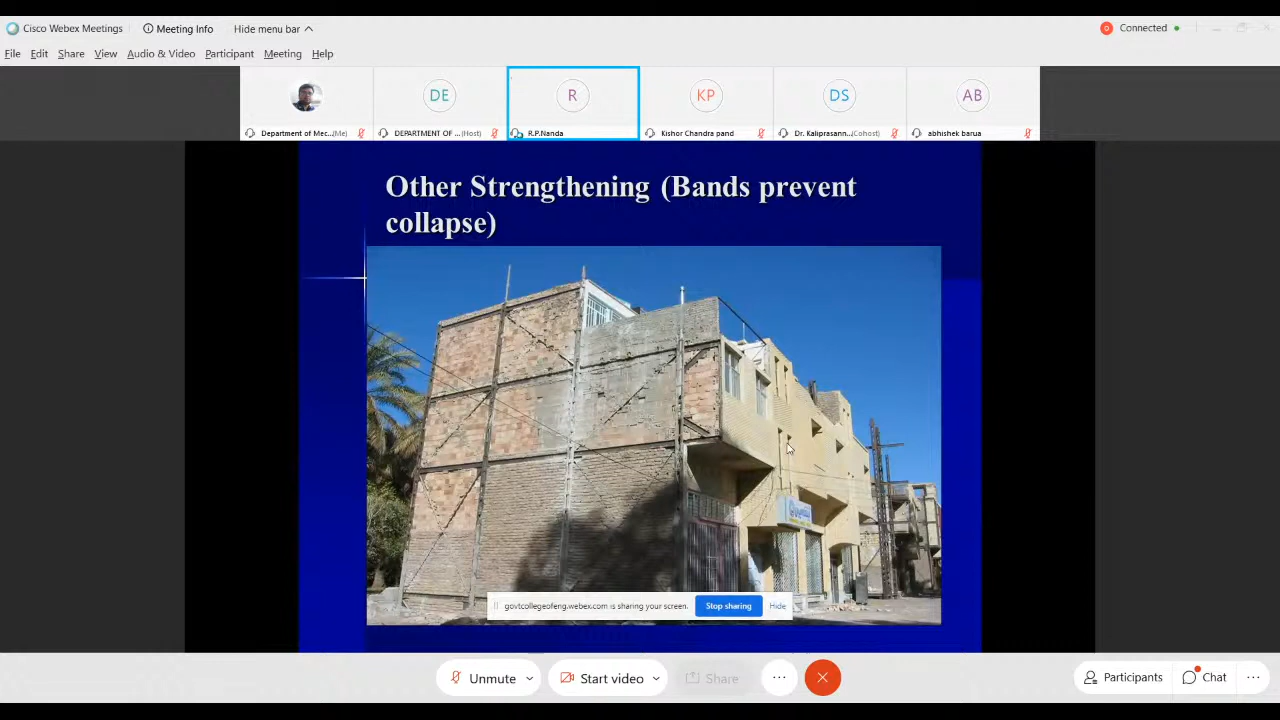 Cisco Webex Meetings
Meeting Info
Hide menu bar
Connected
File Edit Share View Audio & Video Participant Meeting Help
DE
R
KP
DS
AB
Department of Mec... (Me)
DEPARTMENT OF ... (Host)
R.P.Nanda
Kishor Chandra pand
Dr. Kaliprasann... (Cohost)
abhishek barua
Other Strengthening (Bands prevent
collapse)
govtcollegeofeng.webex.com is sharing your screen.
Stop sharing
Hide
Unmute
Start video
Share
Participants
Chat